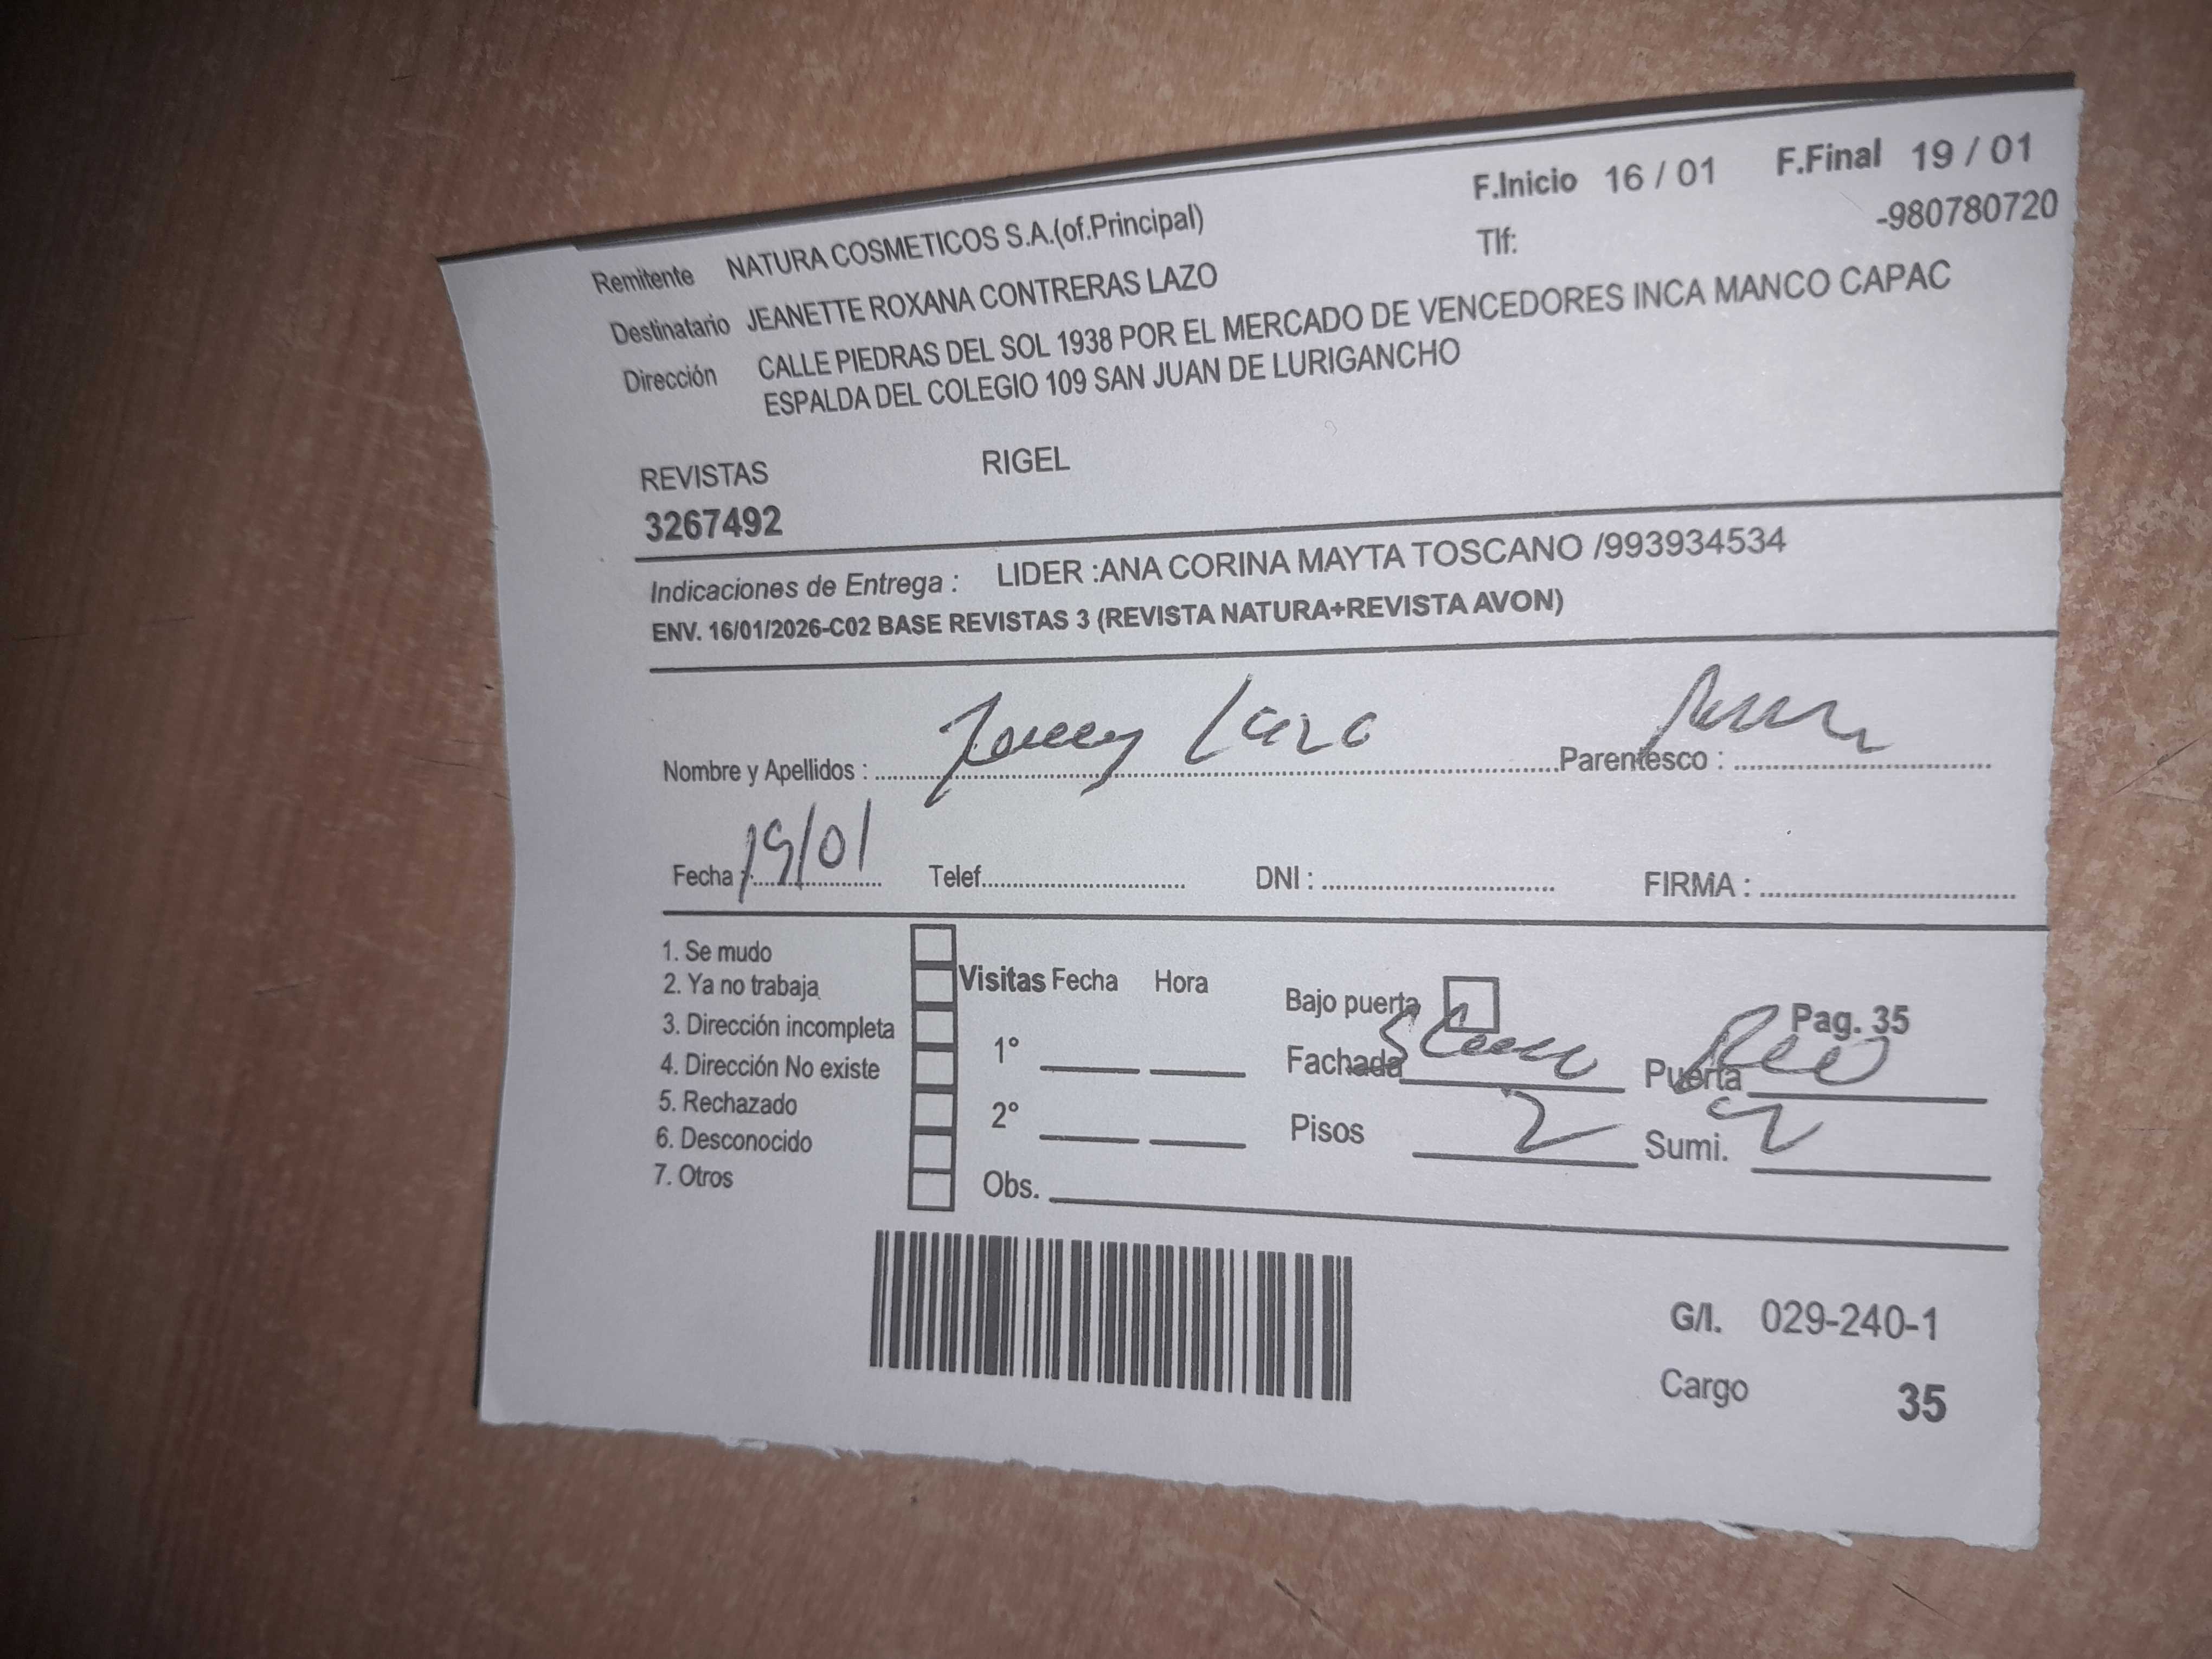 F.Inicio 16 / 01 F.Final 19 / 01
Remitente NATURA COSMETICOS S.A.(of.Principal) Tlf: -980780720
Destinatario JEANETTE ROXANA CONTRERAS LAZO
Dirección CALLE PIEDRAS DEL SOL 1938 POR EL MERCADO DE VENCEDORES INCA MANCO CAPAC
ESPALDA DEL COLEGIO 109 SAN JUAN DE LURIGANCHO
REVISTAS RIGEL
3267492
Indicaciones de Entrega : LIDER :ANA CORINA MAYTA TOSCANO /993934534
ENV. 16/01/2026-C02 BASE REVISTAS 3 (REVISTA NATURA+REVISTA AVON)
Nombre y Apellidos : Lazo Parentesco :
Fecha : 19/01 Telef. DNI : FIRMA :
1. Se mudo
2. Ya no trabaja
3. Dirección incompleta
4. Dirección No existe
5. Rechazado
6. Desconocido
7. Otros
Visitas Fecha Hora
1°
2°
Obs.
Bajo puerta Pag. 35
Fachada Puerta
Pisos 2 Sumi. 2
G/I. 029-240-1
Cargo 35